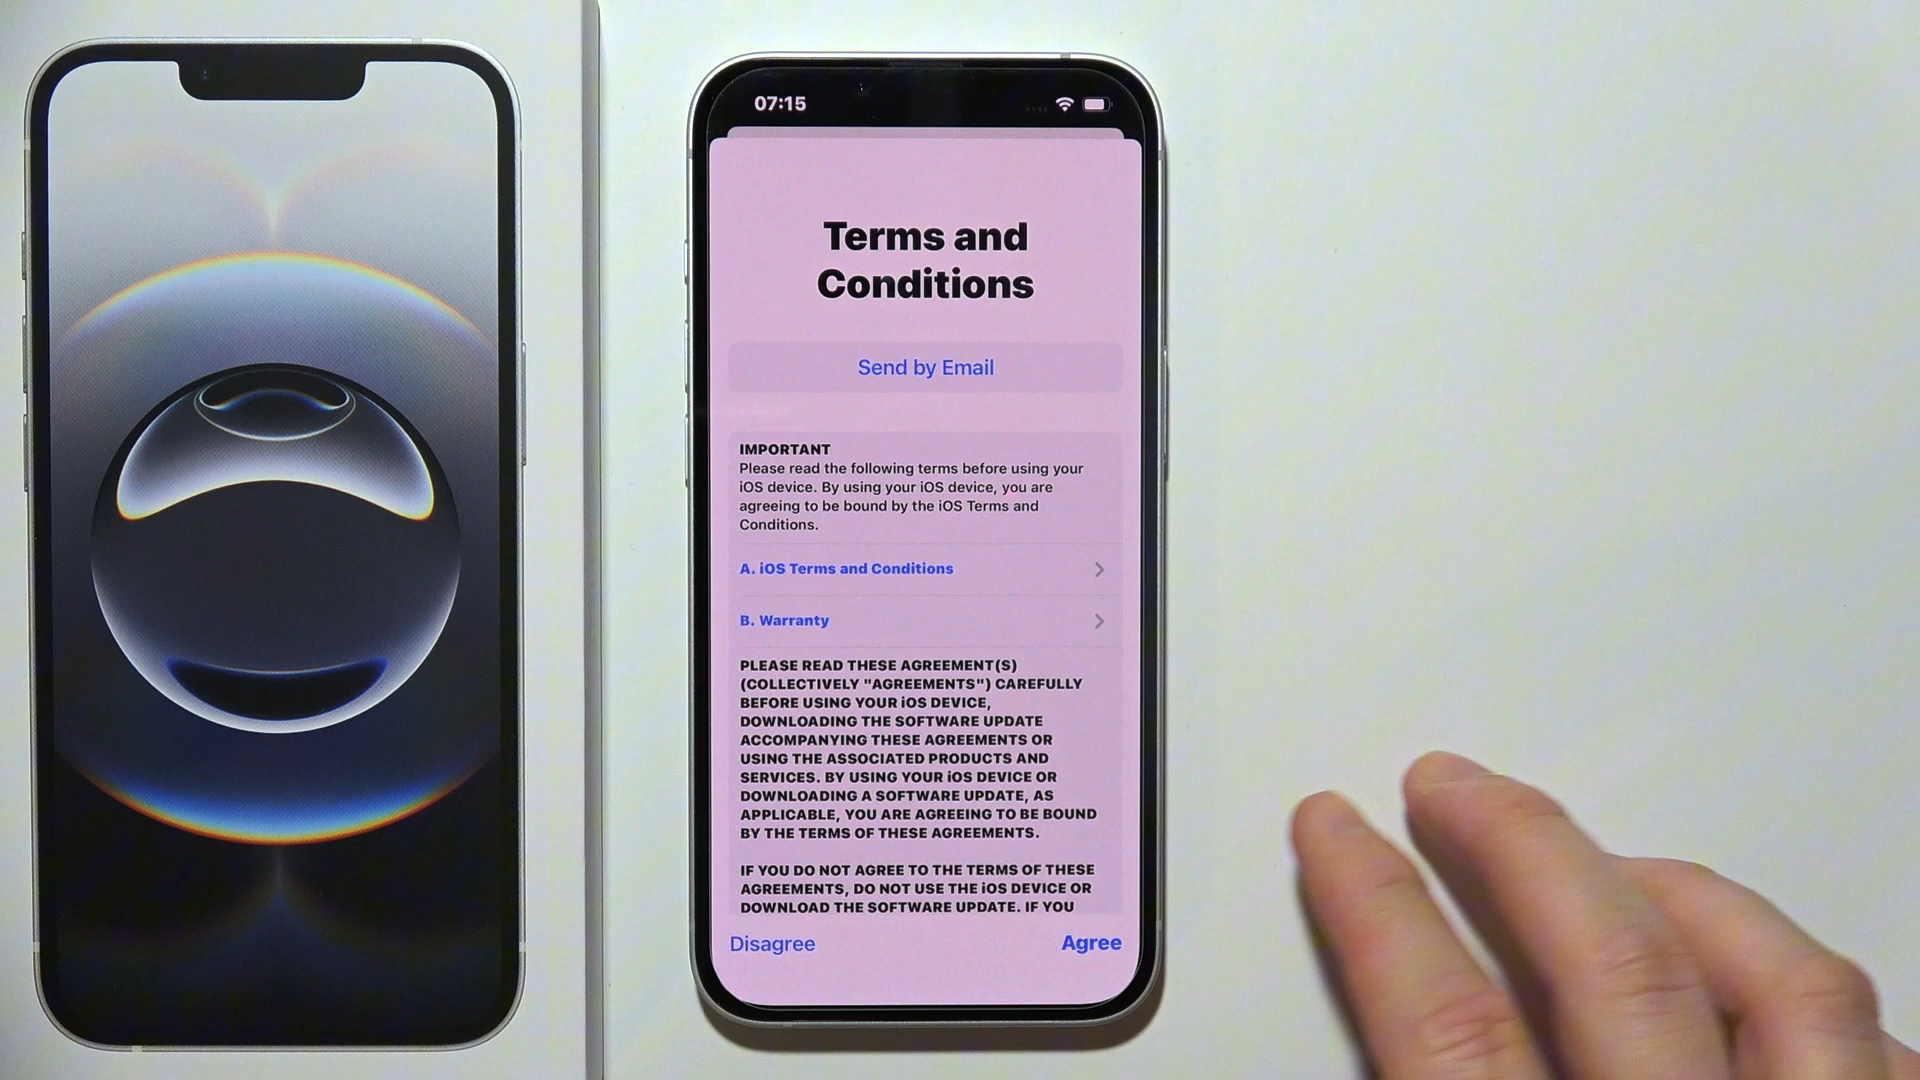 07:15
Terms and
Conditions
Send by Email
IMPORTANT
Please read the following terms before using your
iOS device. By using your iOS device, you are
agreeing to be bound by the iOS Terms and
Conditions.
A. iOS Terms and Conditions
B. Warranty
PLEASE READ THESE AGREEMENT(S)
(COLLECTIVELY "AGREEMENTS") CAREFULLY
BEFORE USING YOUR iOS DEVICE,
DOWNLOADING THE SOFTWARE UPDATE
ACCOMPANYING THESE AGREEMENTS OR
USING THE ASSOCIATED PRODUCTS AND
SERVICES. BY USING YOUR iOS DEVICE OR
DOWNLOADING A SOFTWARE UPDATE, AS
APPLICABLE, YOU ARE AGREEING TO BE BOUND
BY THE TERMS OF THESE AGREEMENTS.
IF YOU DO NOT AGREE TO THE TERMS OF THESE
AGREEMENTS, DO NOT USE THE iOS DEVICE OR
DOWNLOAD THE SOFTWARE UPDATE. IF YOU
Disagree
Agree